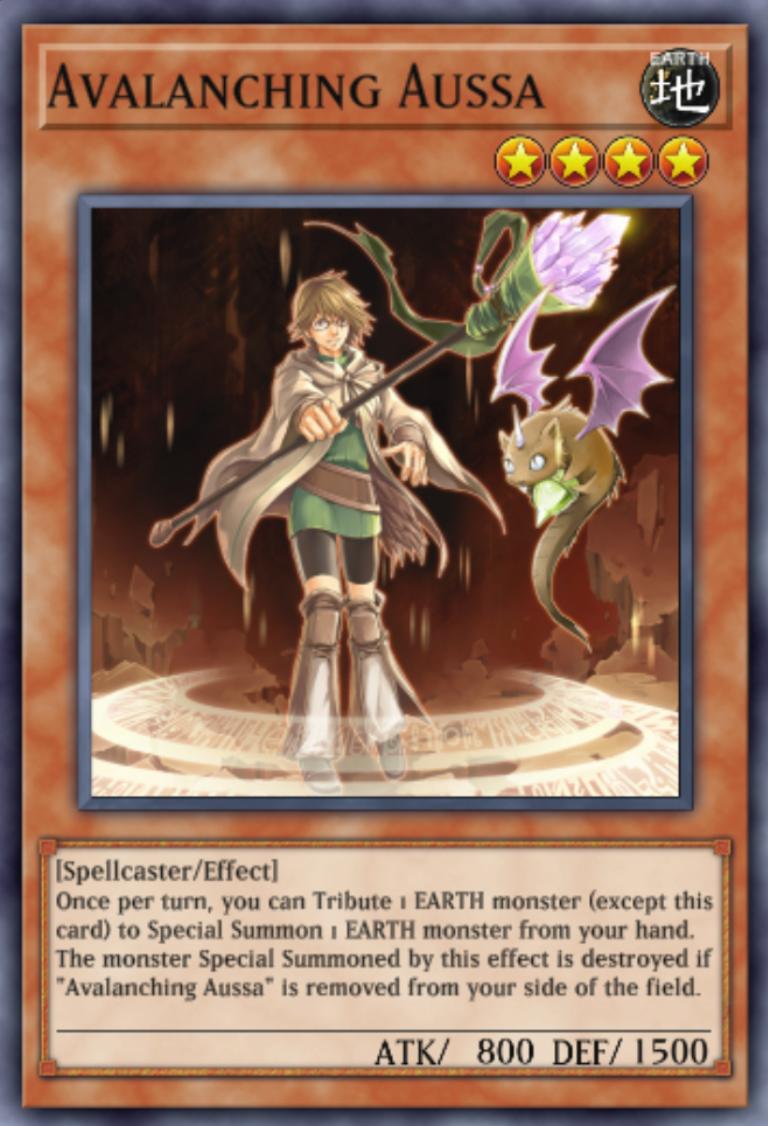 AVALANCHING AUSSA
EARTH
地
[Spellcaster/Effect]
Once per turn, you can Tribute 1 EARTH monster (except this
card) to Special Summon 1 EARTH monster from your hand.
The monster Special Summoned by this effect is destroyed if
"Avalanching Aussa" is removed from your side of the field.
ATK/ 800 DEF/ 1500